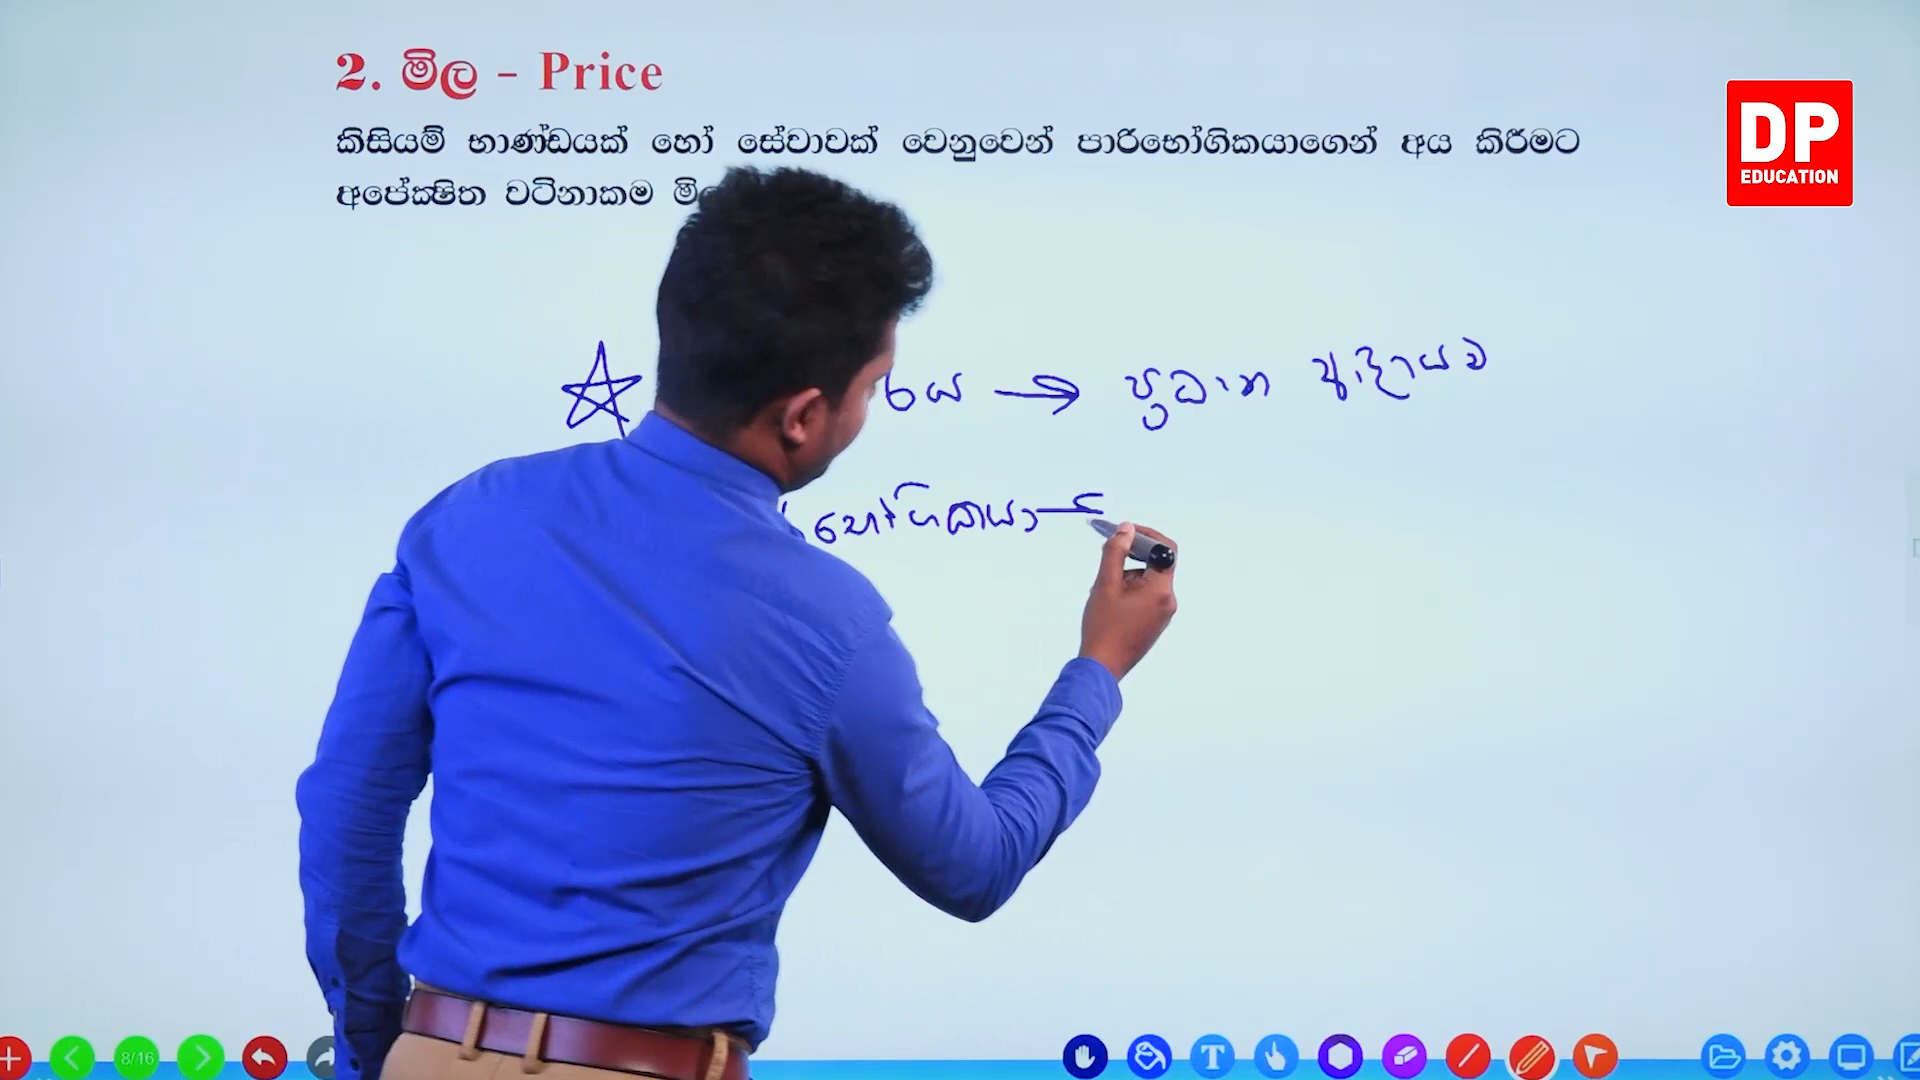 2. මිල - Price
කිසියම් භාණ්ඩයක් හෝ සේවාවක් වෙනුවෙන් පාරිභෝගිකයාගෙන් අය කිරීමට
අපේක්ෂිත වටිනාකම
DP
EDUCATION
රය → ප්‍රධාන ආදායම
භෝගිකයා
8/16
T